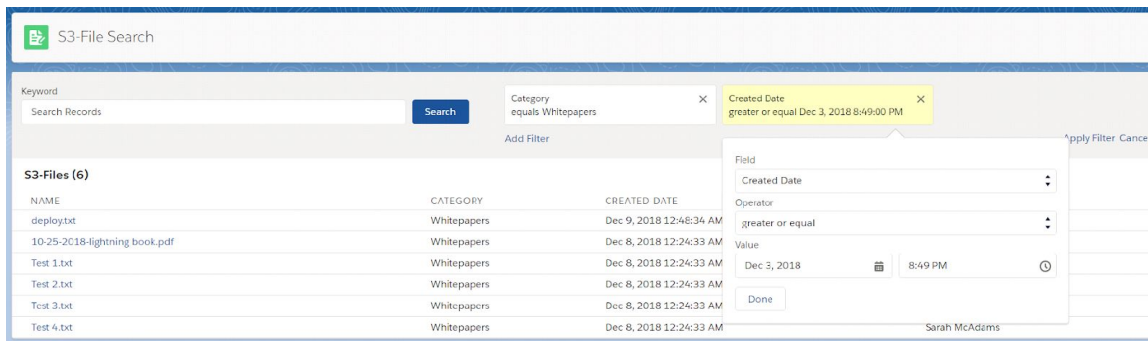 S3-File Search
Keyword
Search Records
Search
Category
equals Whitepapers
Created Date
greater or equal Dec 3, 2018 8:49:00 PM
Add Filter
Apply Filter Cance
Field
Created Date
Operator
greater or equal
Value
Dec 3, 2018 8:49 PM
Done
S3-Files (6)
NAME CATEGORY CREATED DATE
deploy.txt Whitepapers Dec 9, 2018 12:48:34 AM
10-25-2018-lightning book.pdf Whitepapers Dec 8, 2018 12:24:33 AM
Test 1.txt Whitepapers Dec 8, 2018 12:24:33 AM
Test 2.txt Whitepapers Dec 8, 2018 12:24:33 AM
Test 3.txt Whitepapers Dec 8, 2018 12:24:33 AM
Test 4.txt Whitepapers Dec 8, 2018 12:24:33 AM Sarah McAdams